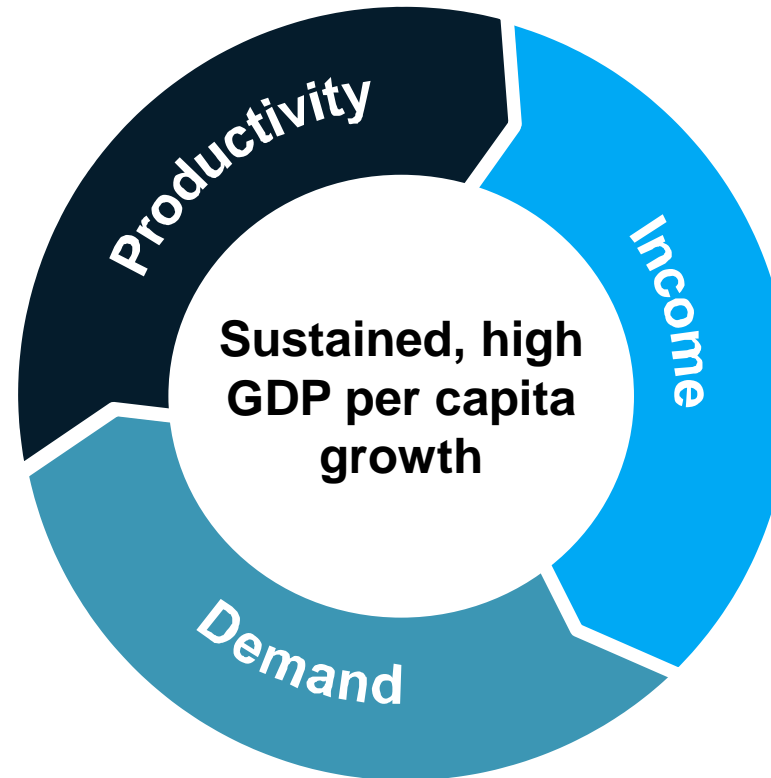 Productivity
Income
Sustained, high
GDP per capita
growth
Demand